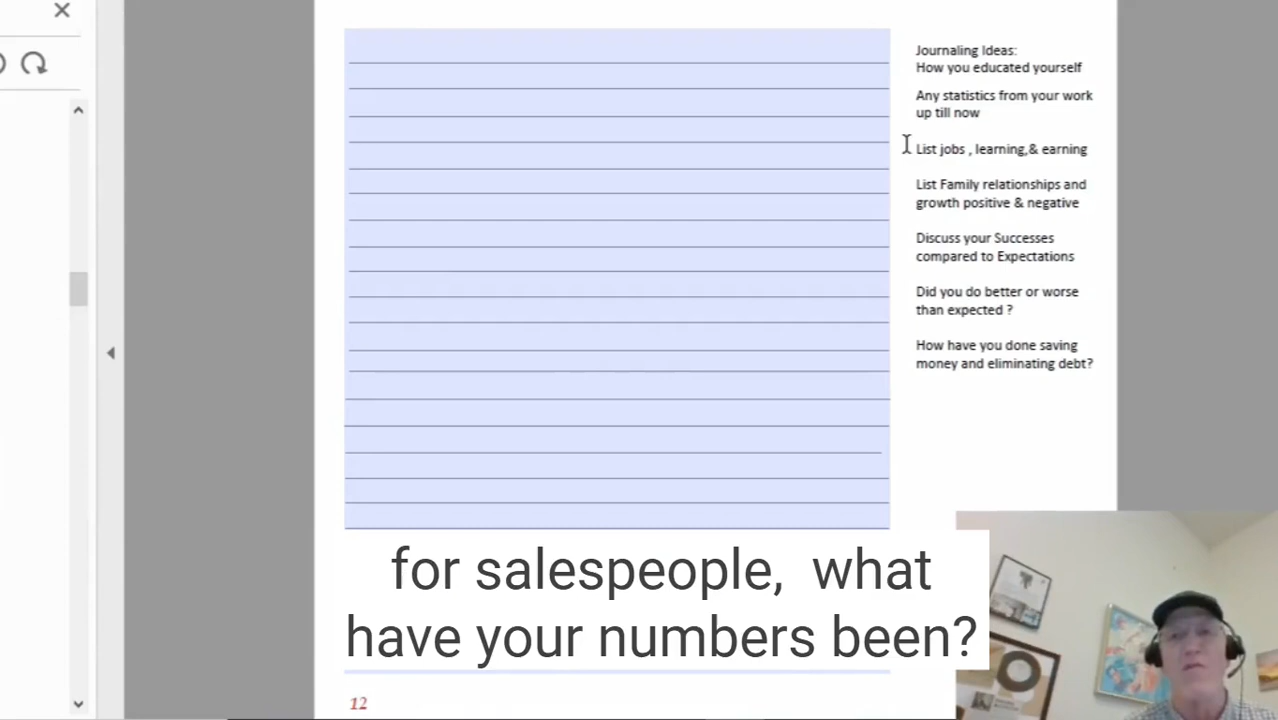 Journaling Ideas:
How you educated yourself
Any statistics from your work
up till now
List jobs , learning,& earning
List Family relationships and
growth positive & negative
Discuss your Successes
compared to Expectations
Did you do better or worse
than expected ?
How have you done saving
money and eliminating debt?
for salespeople, what
have your numbers been?
12